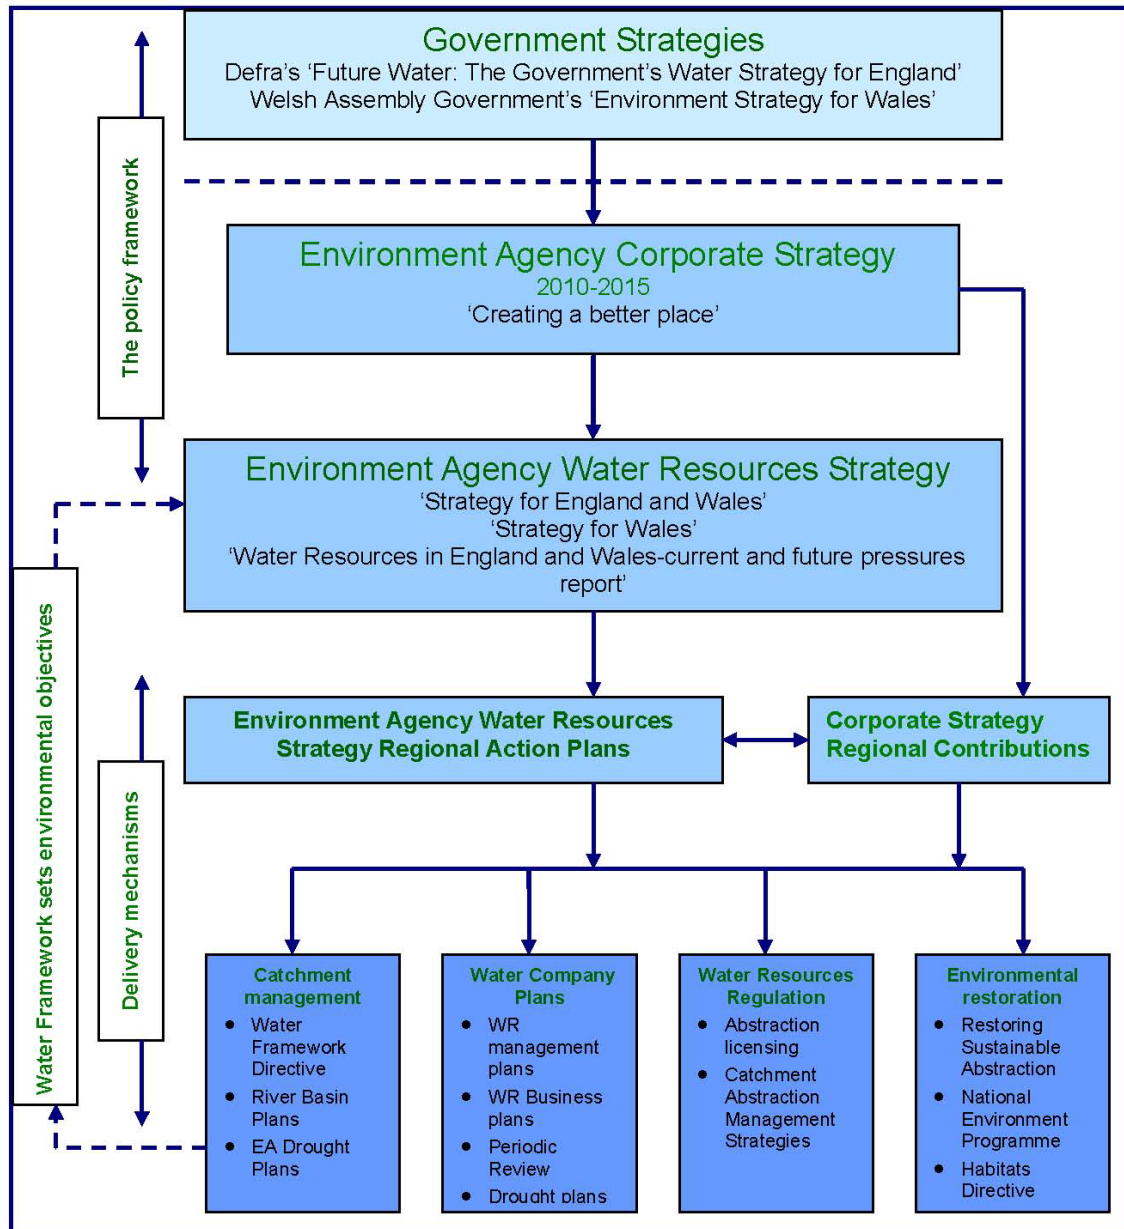 Government Strategies
Defra's 'Future Water: The Government's Water Strategy for England'
Welsh Assembly Government's 'Environment Strategy for Wales'
The policy framework
Environment Agency Corporate Strategy
2010-2015
'Creating a better place'
Environment Agency Water Resources Strategy
'Strategy for England and Wales'
'Strategy for Wales'
'Water Resources in England and Wales-current and future pressures
report'
Water Framework sets environmental objectives
Delivery mechanisms
Environment Agency Water Resources
Strategy Regional Action Plans
Corporate Strategy
Regional Contributions
Catchment
management
• Water
Framework
Directive
• River Basin
Plans
• EA Drought
Plans
Water Company
Plans
• WR
management
plans
• WR Business
plans
• Periodic
Review
• Drought plans
Water Resources
Regulation
• Abstraction
licensing
• Catchment
Abstraction
Management
Strategies
Environmental
restoration
• Restoring
Sustainable
Abstraction
• National
Environment
Programme
• Habitats
Directive